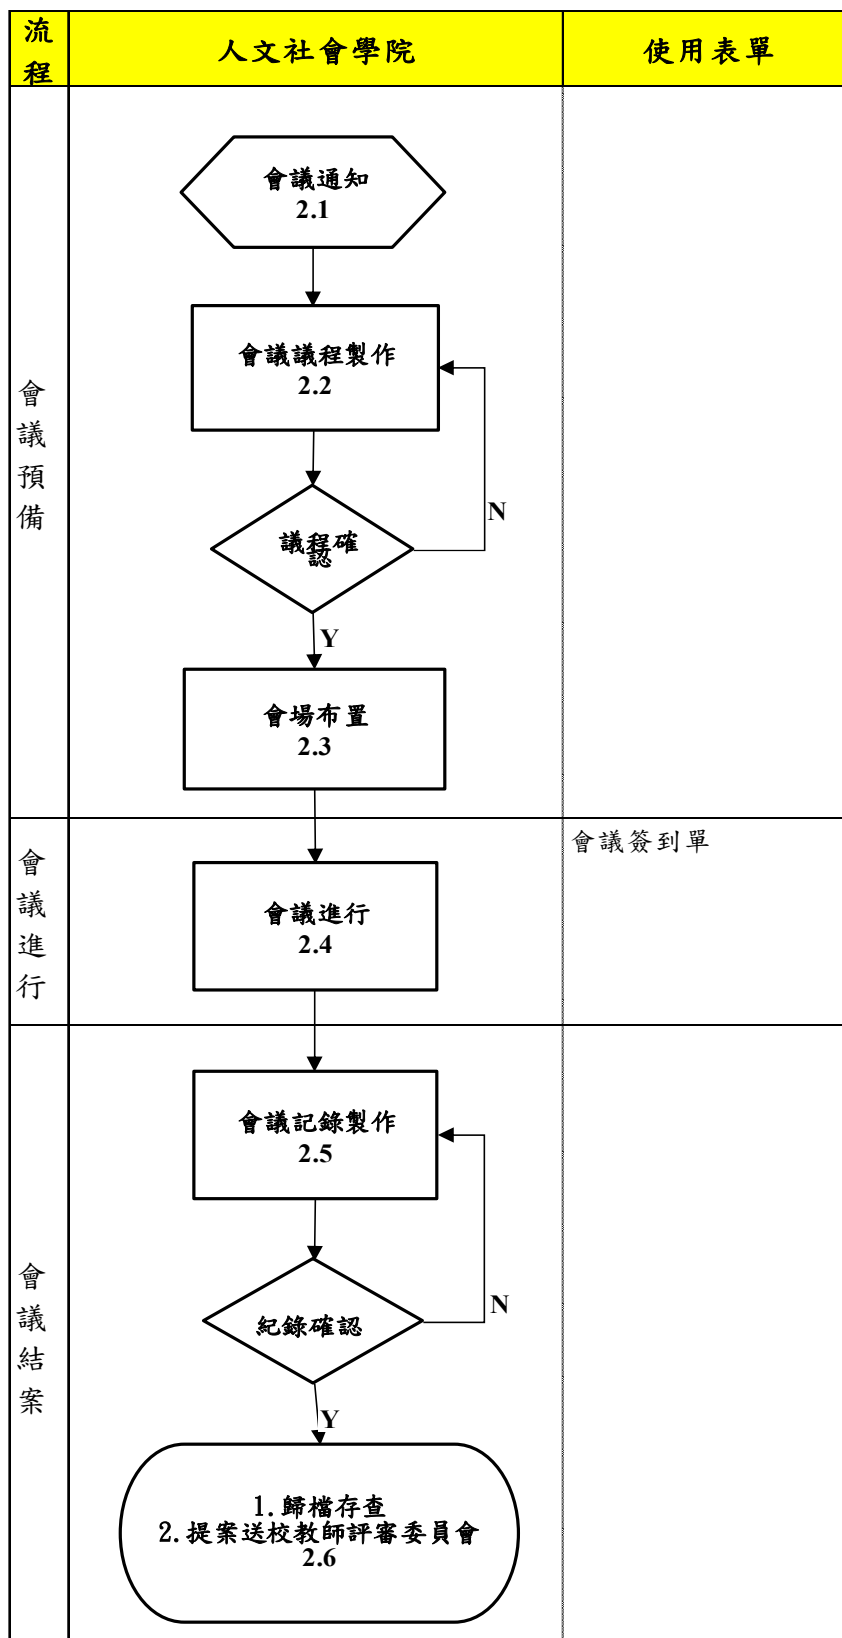 流程
人文社會學院
使用表單
會議預備
會議通知
2.1
會議議程製作
2.2
N
議程確
認
Y
會場布置
2.3
會議進行
會議簽到單
會議進行
2.4
會議結案
會議記錄製作
2.5
紀錄確認
N
Y
1.歸檔存查
2.提案送校教師評審委員會
2.6